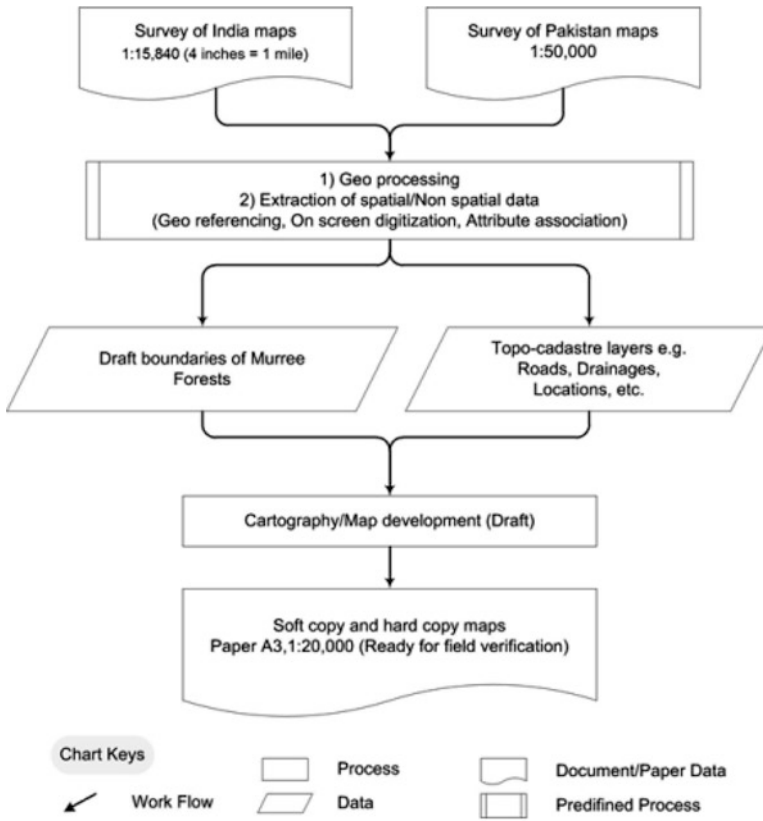 Survey of India maps
1:15,840 (4 inches = 1 mile)
Survey of Pakistan maps
1:50,000
1) Geo processing
2) Extraction of spatial/Non spatial data
(Geo referencing, On screen digitization, Attribute association)
Draft boundaries of Murree
Forests
Topo-cadastre layers e.g.
Roads, Drainages,
Locations, etc.
Cartography/Map development (Draft)
Soft copy and hard copy maps
Paper A3,1:20,000 (Ready for field verification)
Chart Keys
Process
Document/Paper Data
Work Flow
Data
Predifined Process